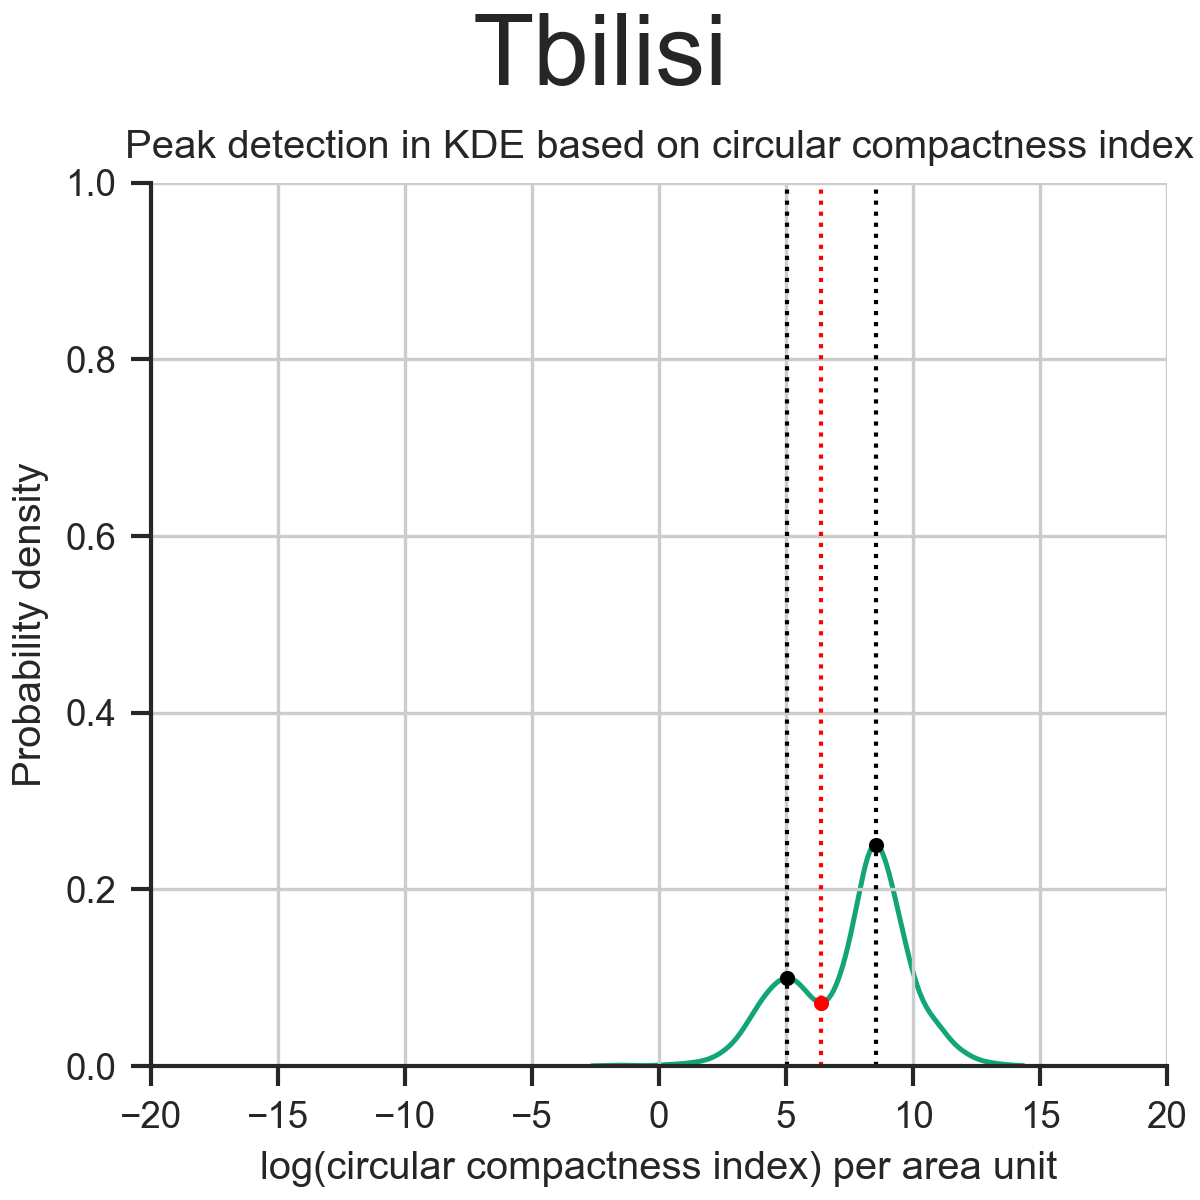 Tbilisi
Peak detection in KDE based on circular compactness index
1.0
0.8
0.6
0.4
0.2
0.0
Probability density
−20 −15 −10 −5 0 5 10 15 20
log(circular compactness index) per area unit